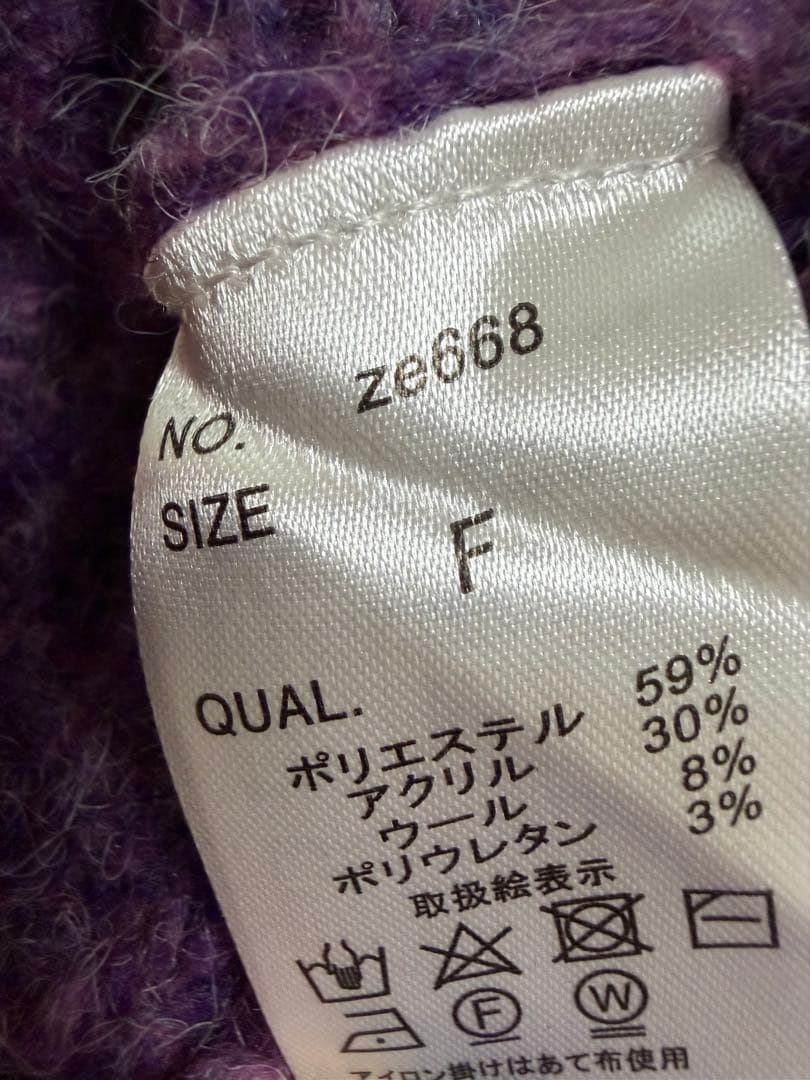 NO. ze668
SIZE F
QUAL.
ポリエステル 59%
アクリル 30%
ウール 8%
ポリウレタン 3%
取扱絵表示
F W
アイロン掛けはあて布使用